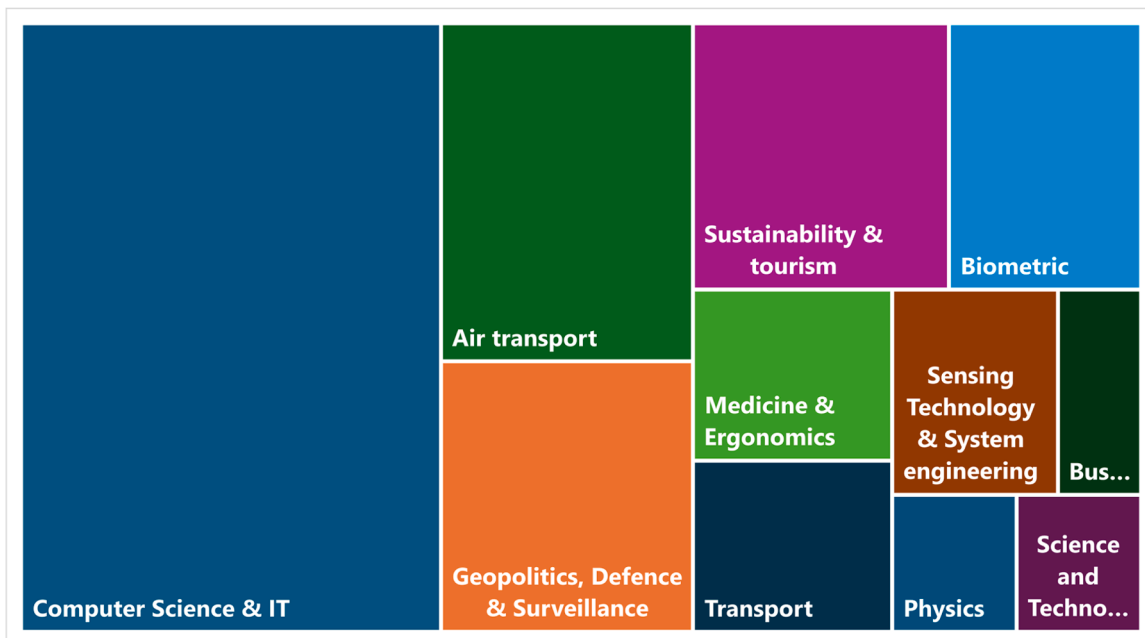 Computer Science & IT
Air transport
Geopolitics, Defence
& Surveillance
Sustainability &
tourism
Biometric
Medicine &
Ergonomics
Transport
Sensing
Technology
& System
engineering
Bus...
Physics
Science
and
Techno...